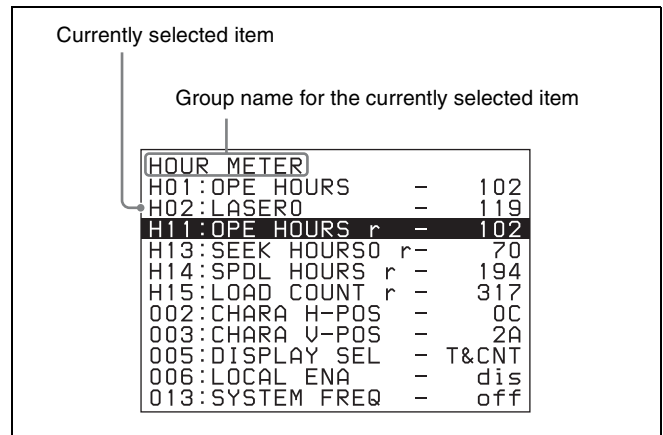 Currently selected item
Group name for the currently selected item
HOUR METER
H01:OPE HOURS - 102
H02:LASER0 - 119
H11:OPE HOURS r - 102
H13:SEEK HOURS0 r- 70
H14:SPDL HOURS r - 194
H15:LOAD COUNT r - 317
002:CHARA H-POS - 0C
003:CHARA V-POS - 2A
005:DISPLAY SEL - T&CNT
006:LOCAL ENA - dis
013:SYSTEM FREQ - off